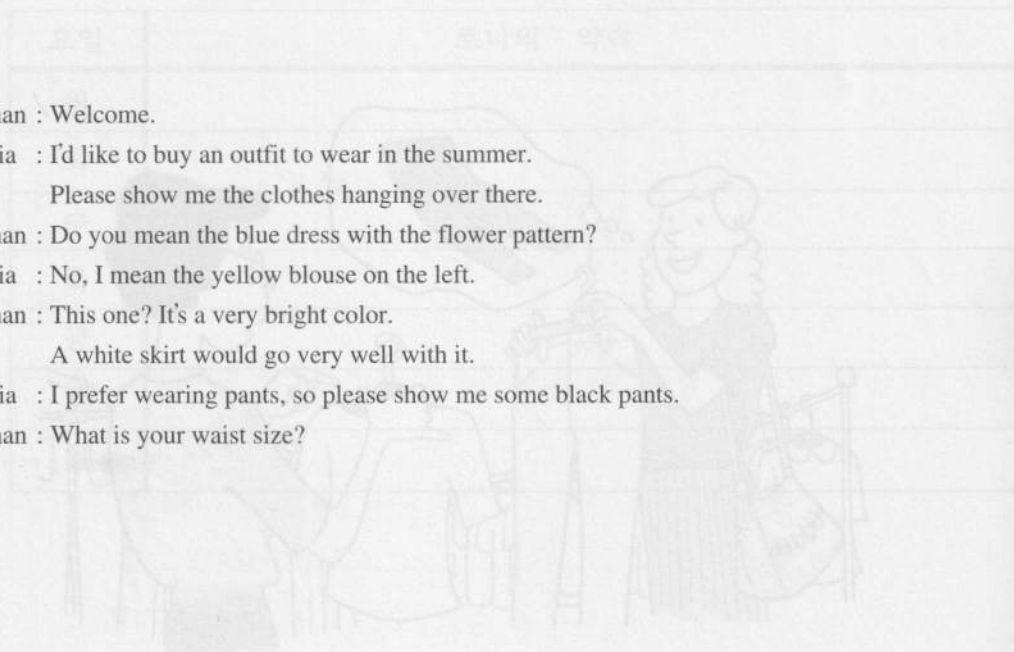 an : Welcome.
ia : I'd like to buy an outfit to wear in the summer.
Please show me the clothes hanging over there.
an : Do you mean the blue dress with the flower pattern?
ia : No, I mean the yellow blouse on the left.
an : This one? It's a very bright color.
A white skirt would go very well with it.
ia : I prefer wearing pants, so please show me some black pants.
an : What is your waist size?